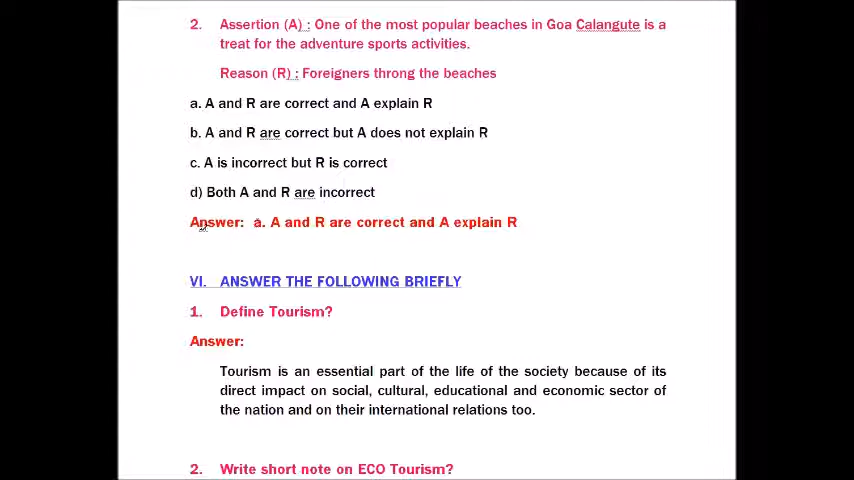 2. Assertion (A) : One of the most popular beaches in Goa Calangute is a
treat for the adventure sports activities.
Reason (R) : Foreigners throng the beaches
a. A and R are correct and A explain R
b. A and R are correct but A does not explain R
c. A is incorrect but R is correct
d) Both A and R are incorrect
Answer: a. A and R are correct and A explain R
VI. ANSWER THE FOLLOWING BRIEFLY
1. Define Tourism?
Answer:
Tourism is an essential part of the life of the society because of its
direct impact on social, cultural, educational and economic sector of
the nation and on their international relations too.
2. Write short note on ECO Tourism?